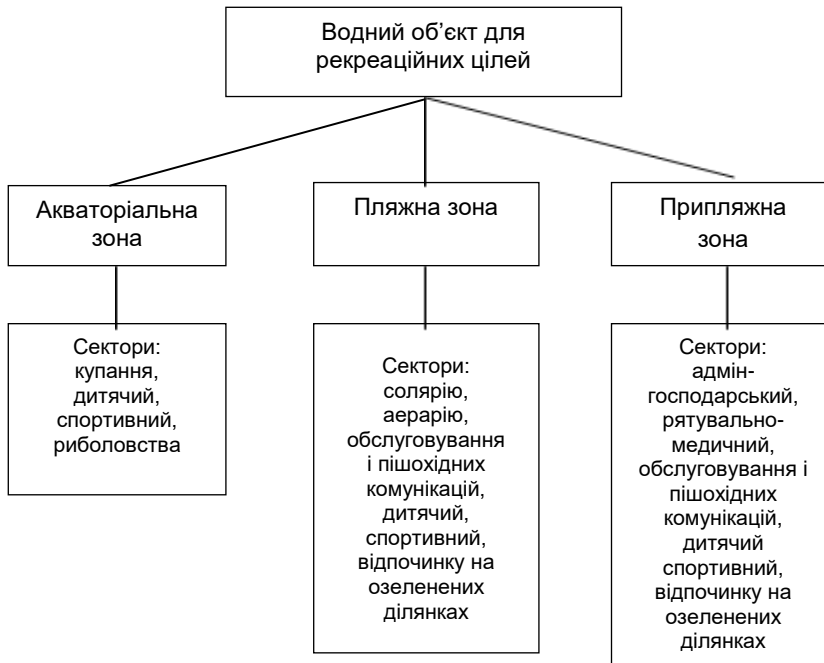 Водний об’єкт для
рекреаційних цілей
Акваторіальна
зона
Пляжна зона
Припляжна
зона
Сектори:
купання,
дитячий,
спортивний,
риболовства
Сектори:
солярію,
аерарію,
обслуговування
і пішохідних
комунікацій,
дитячий,
спортивний,
відпочинку на
озеленених
ділянках
Сектори:
адмін-
господарський,
рятувально-
медичний,
обслуговування і
пішохідних
комунікацій,
дитячий
спортивний,
відпочинку на
озеленених
ділянках